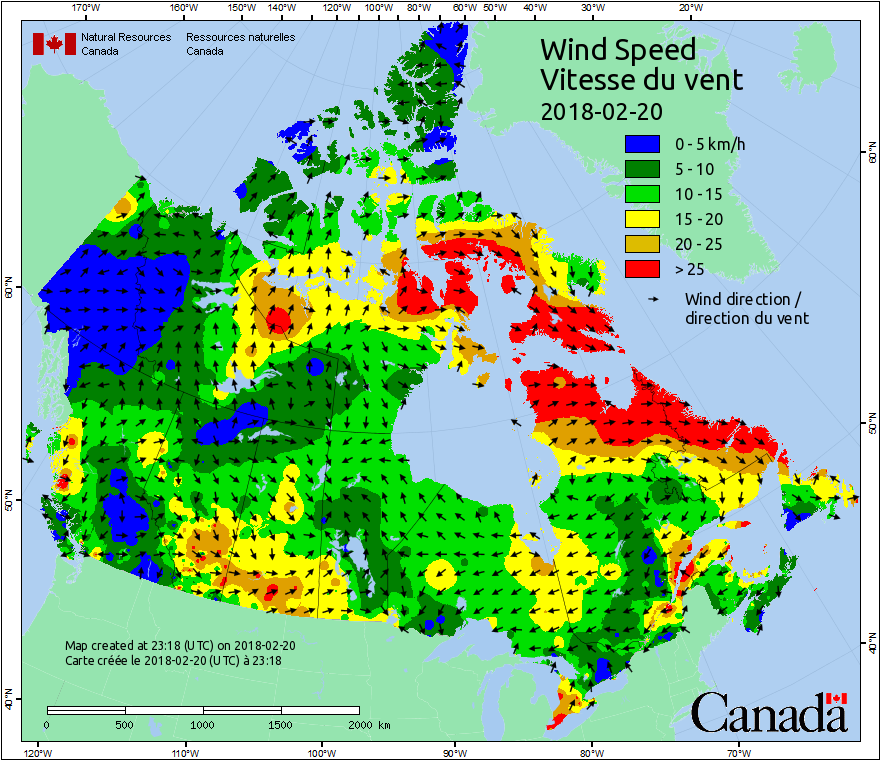 170°W 160°W 150°W 140°W 130°W 120°W 110°W 100°W 90°W 80°W 70°W 60°W 50°W 40°W 30°W 20°W
Natural Resources Ressources naturelles
Canada Canada
Wind Speed
Vitesse du vent
2018-02-20
0 - 5 km/h
5 - 10
10 - 15
15 - 20
20 - 25
> 25
Wind direction /
direction du vent
60°N 60°N
50°N 50°N
40°N 40°N
Map created at 23:18 (UTC) on 2018-02-20
Carte créée le 2018-02-20 (UTC) à 23:18
0 500 1000 1500 2000 km
Canada
120°W 110°W 100°W 90°W 80°W 70°W